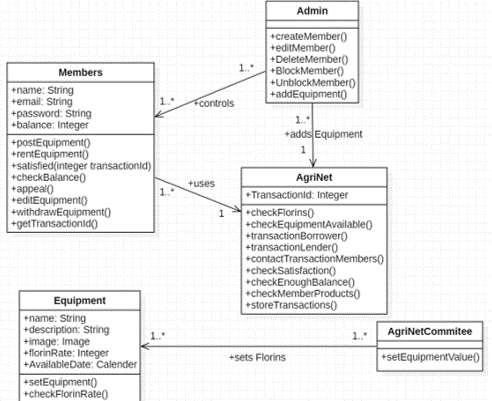 Admin
+createMember()
+editMember()
+DeleteMember()
+BlockMember()
+UnblockMember()
+addEquipment()
1..*
1..*
+controls
Members
+name: String
+email: String
+password: String
+balance: Integer
+postEquipment()
+rentEquipment()
+satisfied(integer transactionId)
+checkBalance()
+appeal()
+editEquipment()
+withdrawEquipment()
+getTransactionId()
1..*
+adds Equipment
1
+uses
1..*
1
AgriNet
+TransactionId: Integer
+checkFlorins()
+checkEquipmentAvailable()
+transactionBorrower()
+transactionLender()
+contactTransactionMembers()
+checkSatisfaction()
+checkEnoughBalance()
+checkMemberProducts()
+storeTransactions()
Equipment
+name: String
+description: String
+image: Image
+florinRate: Integer
+AvailableDate: Calender
+setEquipment()
+checkFlorinRate()
1..*
1..*
+sets Florins
AgriNetCommitee
+setEquipmentValue()